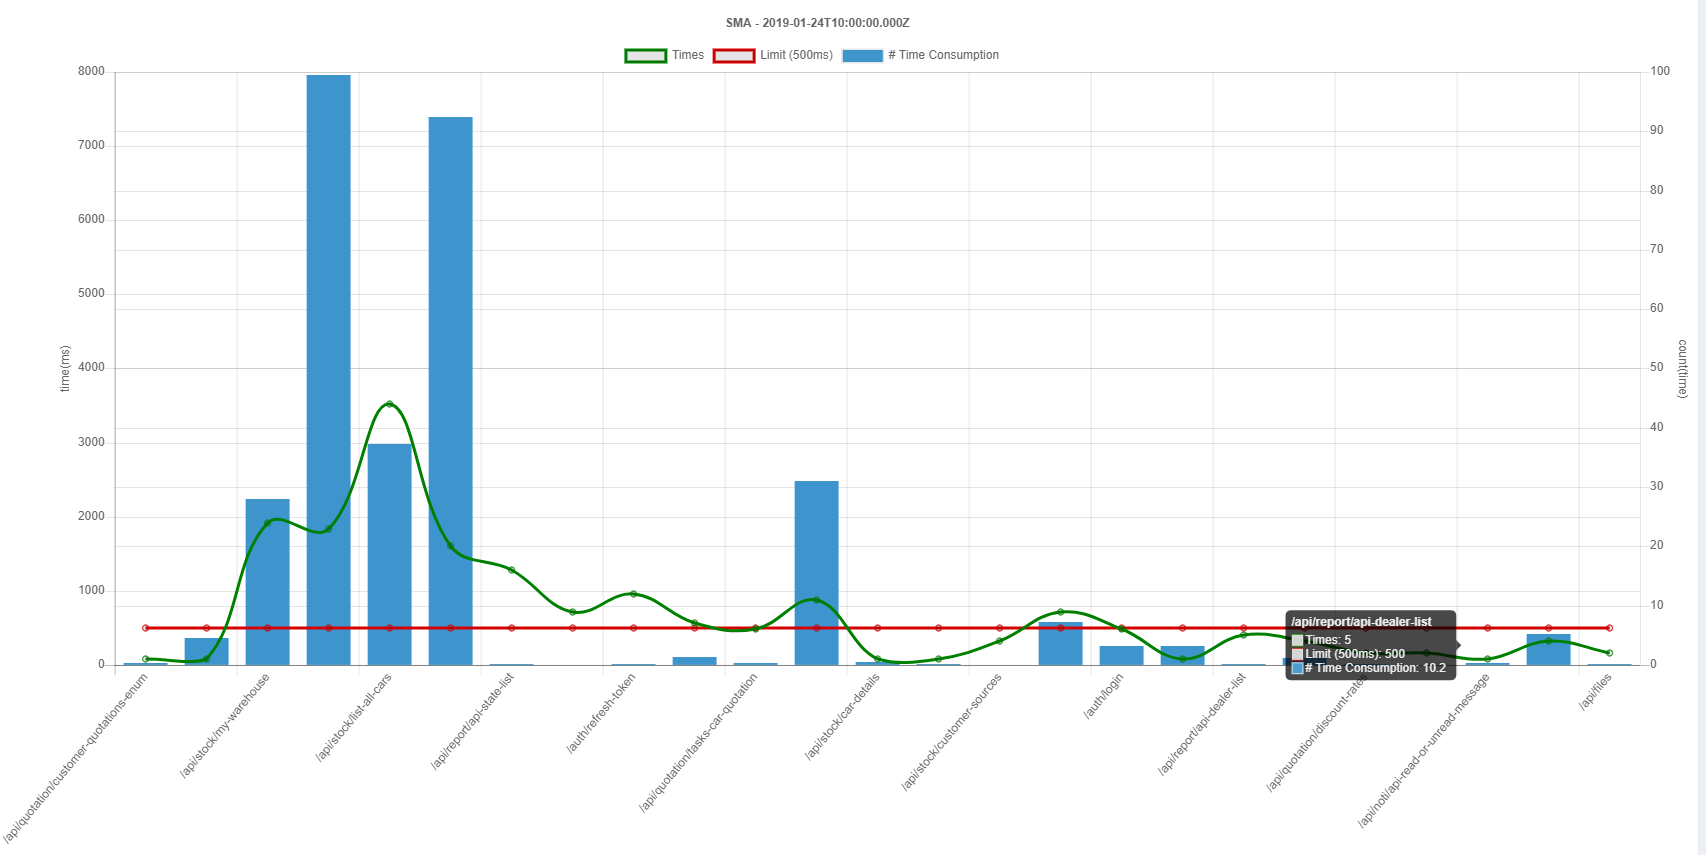 SMA - 2019-01-24T10:00:00.000Z
Times Limit (500ms) # Time Consumption
8000
7000
6000
5000
4000
3000
2000
1000
0
time(ms)
100
90
80
70
60
50
40
30
20
10
0
count(time)
/api/report/api-dealer-list
Times: 5
Limit (500ms): 500
# Time Consumption: 10.2
/api/quotation/customer-quotations-enum
/api/stock/my-warehouse
/api/stock/list-all-cars
/api/report/api-state-list
/auth/refresh-token
/api/quotation/tasks-car-quotation
/api/stock/car-details
/api/stock/customer-sources
/auth/login
/api/report/api-dealer-list
/api/quotation/discount-rates
/api/noti/api-read-or-unread-message
/api/files